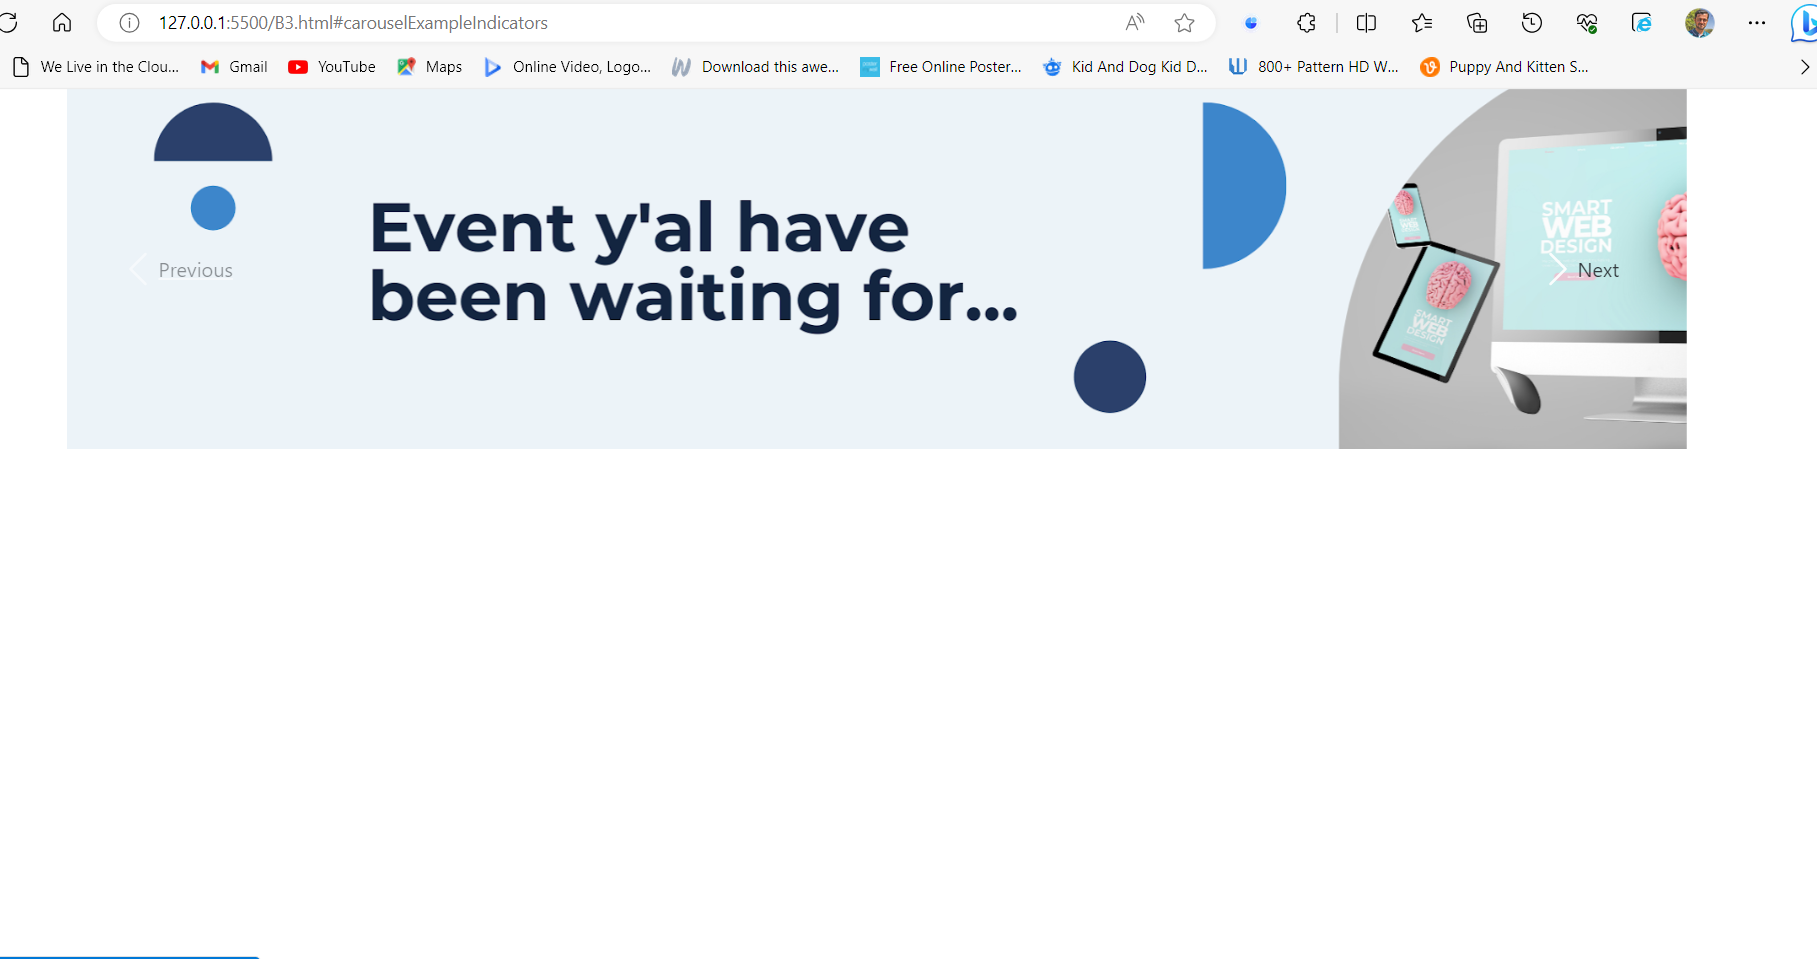 127.0.0.1:5500/B3.html#carouselExampleIndicators
We Live in the Clou... Gmail YouTube Maps Online Video, Logo... Download this awe... Free Online Poster... Kid And Dog Kid D... 800+ Pattern HD W... Puppy And Kitten S...
Event y'al have
been waiting for...
Previous
SMART
WEB
DESIGN
Next
SMART
WEB
DESIGN